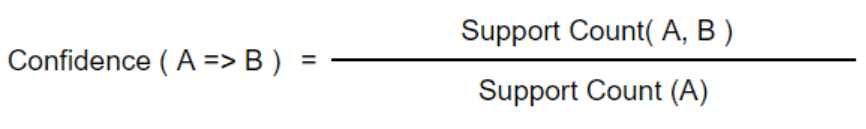 Support Count( A, B )
Confidence ( A => B ) =
Support Count (A)